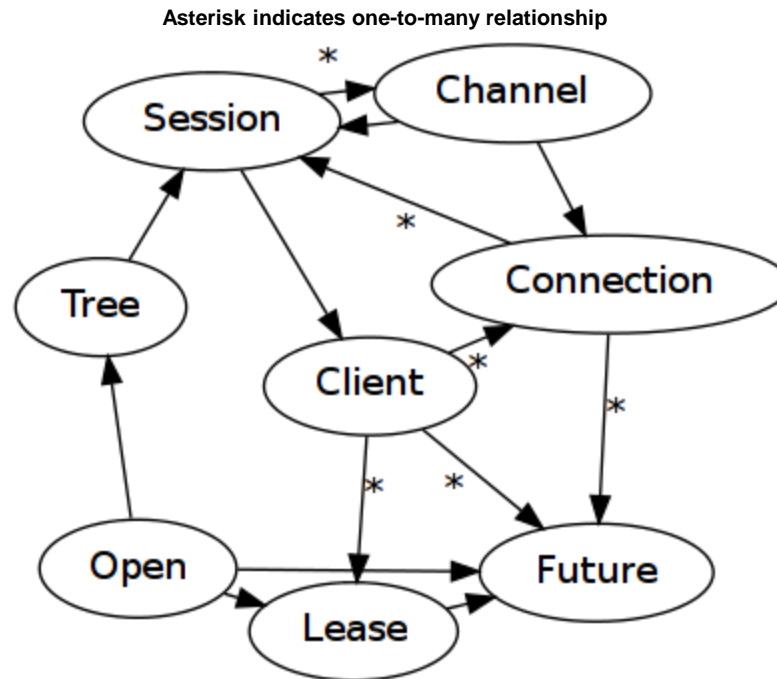 Asterisk indicates one-to-many relationship
*
Channel
Session
*
Connection
Tree
*
Client
*
*
*
Open
Future
Lease